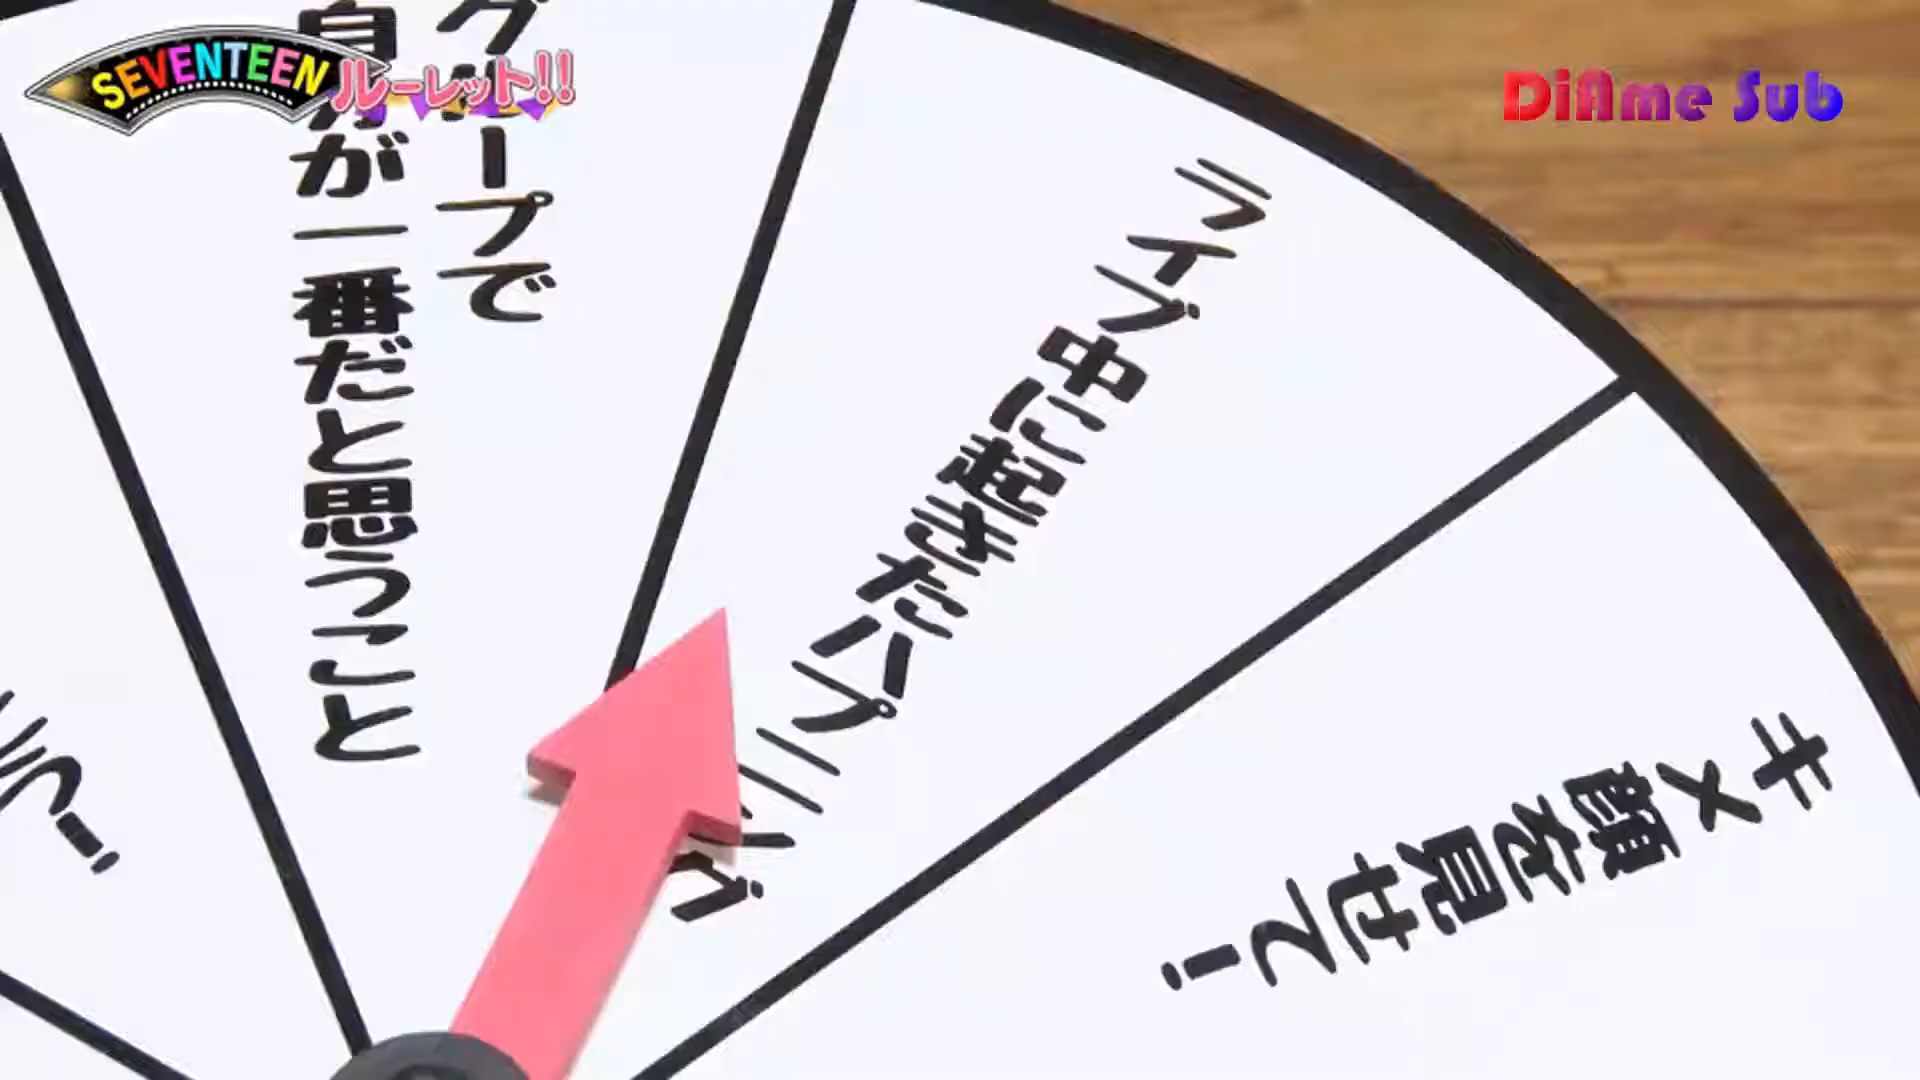 SEVENTEEN
ルーレット!!
DiAme Sub
グループで
自分が一番だと思うこと
ライブ中に起きたハプニング
キメ顔を見せて!